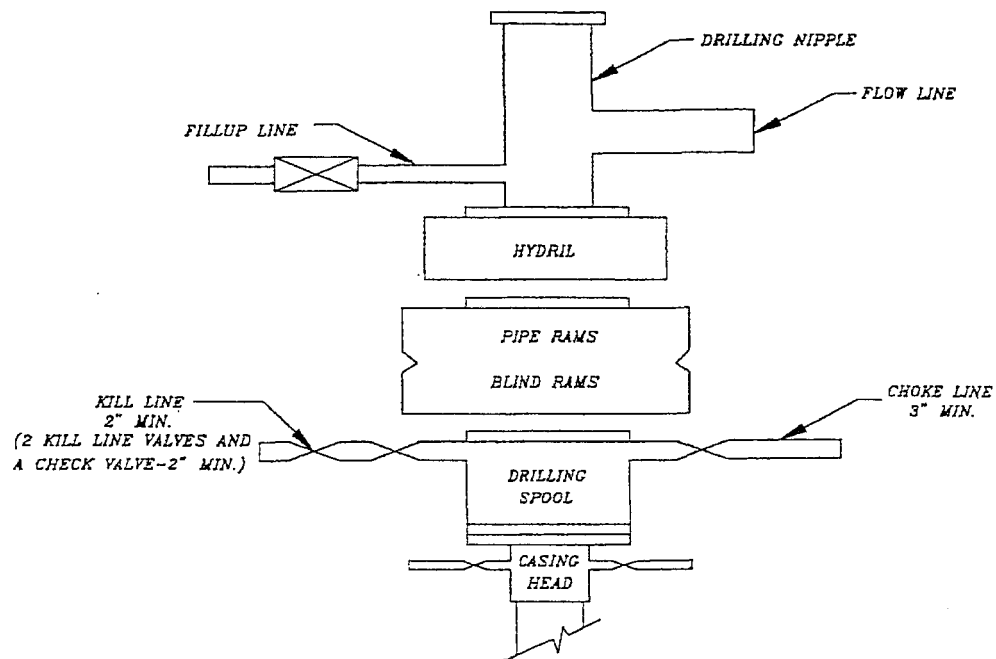 DRILLING NIPPLE
FLOW LINE
FILLUP LINE
HYDRIL
PIPE RAMS
BLIND RAMS
KILL LINE
2" MIN.
(2 KILL LINE VALVES AND
A CHECK VALVE-2" MIN.)
CHOKE LINE
3" MIN.
DRILLING
SPOOL
CASING
HEAD